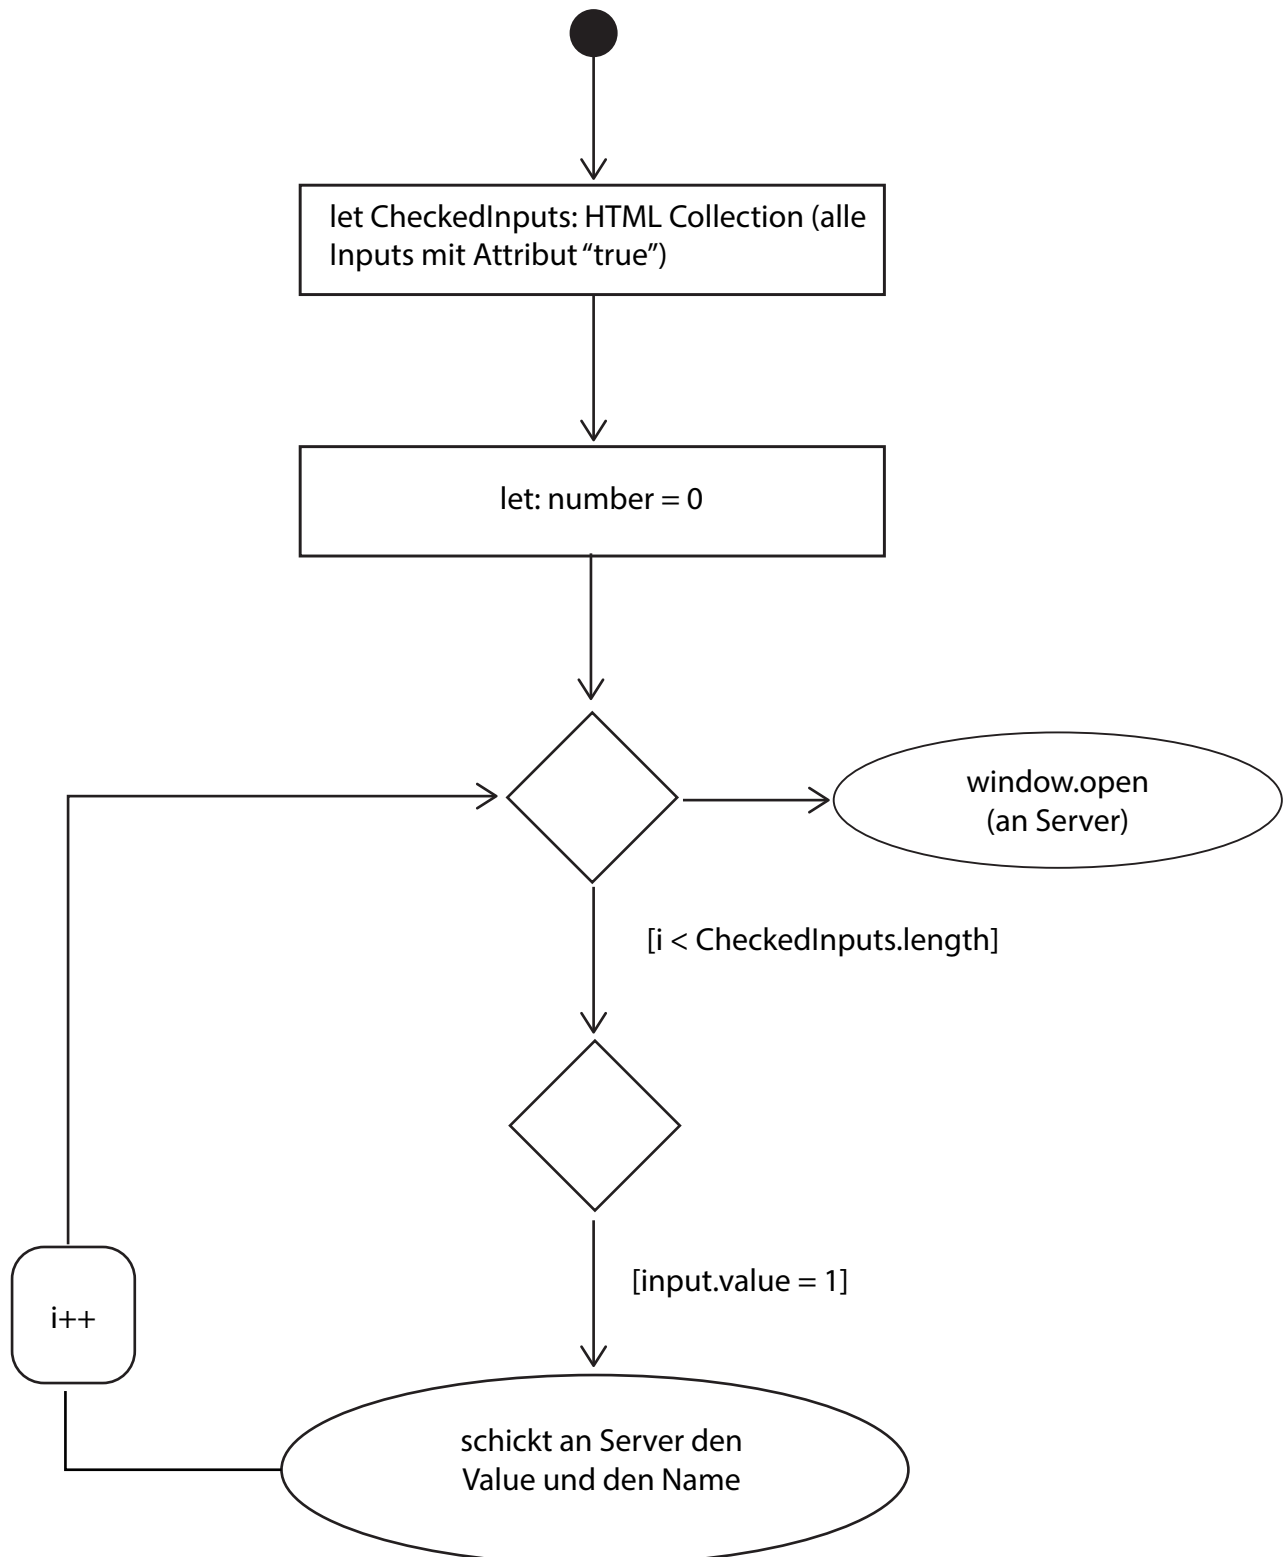 let CheckedInputs: HTML Collection (alle
Inputs mit Attribut “true”)
let: number = 0
window.open
(an Server)
[i < CheckedInputs.length]
[input.value = 1]
i++
schickt an Server den
Value und den Name